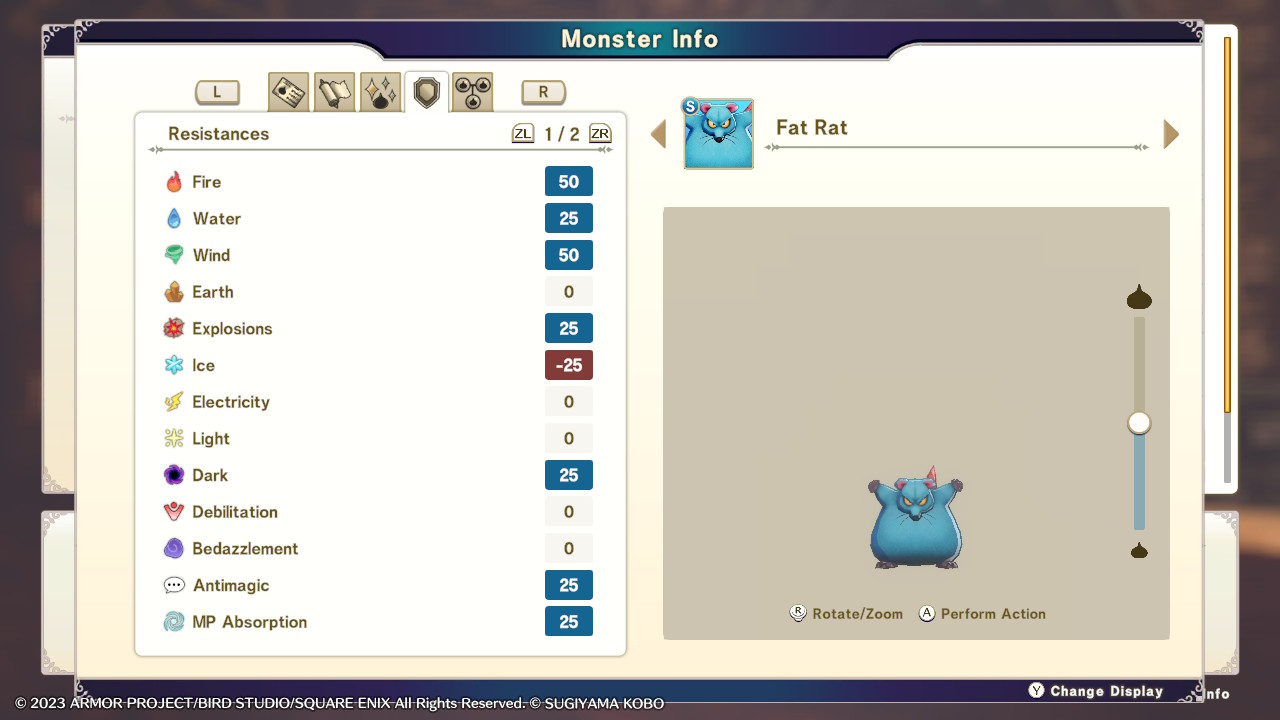 Monster Info
L
R
Resistances ZL 1 / 2 ZR
S
Fat Rat
Fire 50
Water 25
Wind 50
Earth 0
Explosions 25
Ice -25
Electricity 0
Light 0
Dark 25
Debilitation 0
Bedazzlement 0
Antimagic 25
MP Absorption 25
R Rotate/Zoom A Perform Action
Y Change Display
nfo
© 2023 ARMOR PROJECT/BIRD STUDIO/SQUARE ENIX All Rights Reserved. © SUGIYAMA KOBO